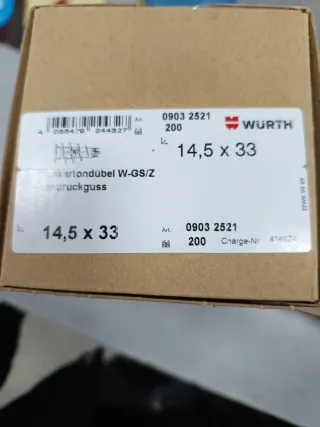 Art. 0903 2521
200
WÜRTH
4 058476 244327
14,5 x 33
kartondübel W-GS/Z
druckguss
14,5 x 33
Art. 0903 2521
200
Charge-Nr